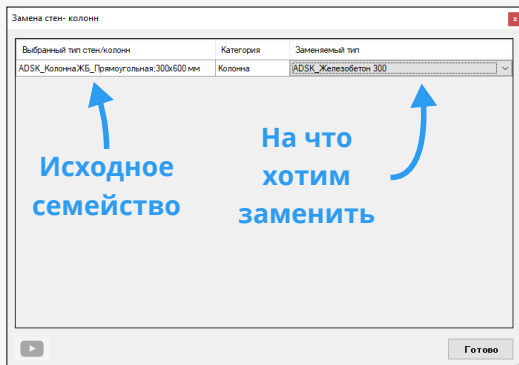 Замена стен- колонн
x
Выбранный тип стен/колонн Категория Заменяемый тип
ADSK_КолоннаЖБ_Прямоугольная;300x600 мм Колонна ADSK_Железобетон 300
Исходное
семейство
На что
хотим
заменить
Готово